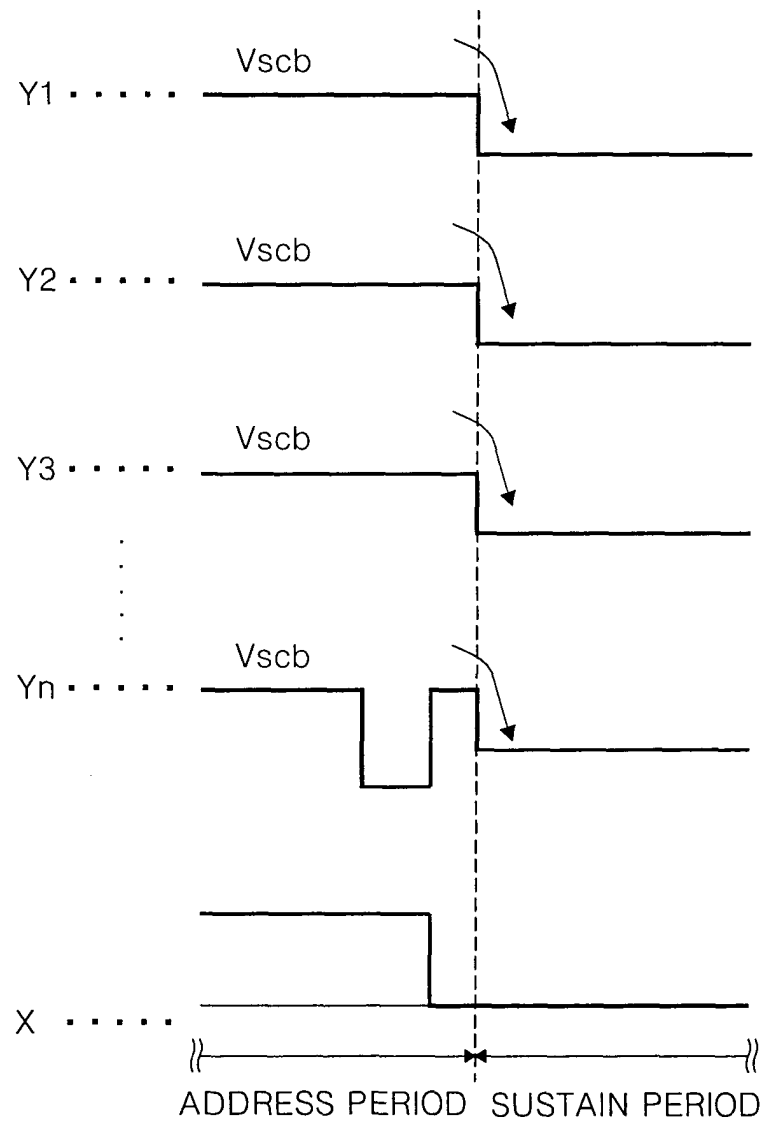 Vscb
Y1 . . . . .
Vscb
Y2 . . . . .
Vscb
Y3 . . . . .
Vscb
Yn . . . . .
X . . . . .
ADDRESS PERIOD SUSTAIN PERIOD